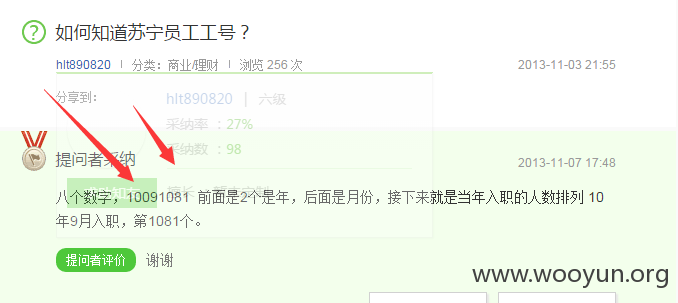 如何知道苏宁员工工号？
hlt890820 | 分类：商业/理财 | 浏览 256 次 2013-11-03 21:55
分享到：
hlt890820 | 六级
采纳率：27%
采纳数：98
提问者采纳 2013-11-07 17:48
八个数字，10091081 前面是2个是年，后面是月份，接下来就是当年入职的人数排列 10
年9月入职，第1081个。
提问者评价 谢谢
www.wooyun.org